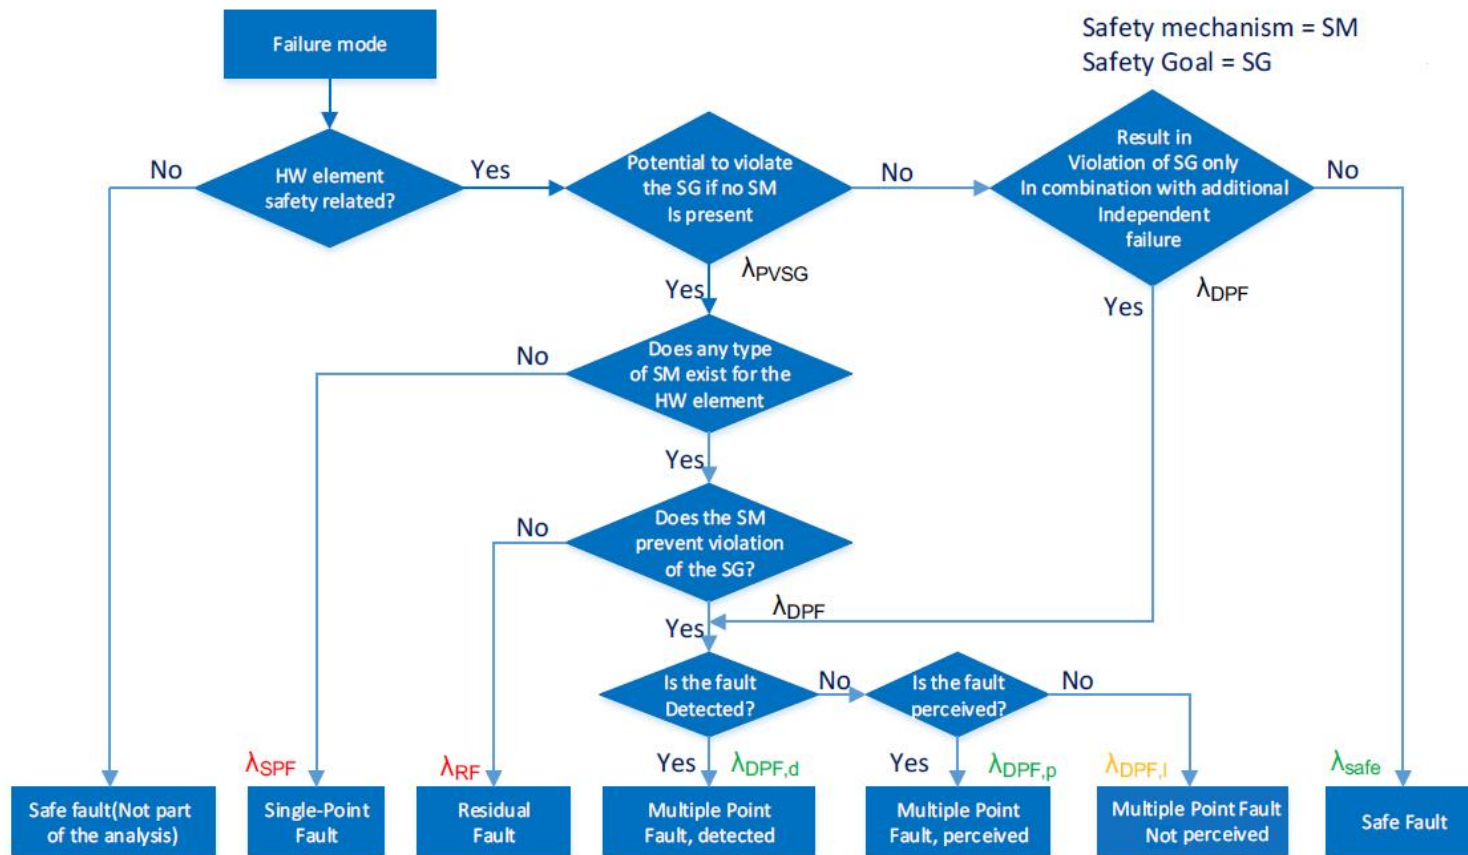 Safety mechanism = SM
Safety Goal = SG
Failure mode
No
HW element
safety related?
Yes
Potential to violate
the SG if no SM
Is present
No
Result in
Violation of SG only
In combination with additional
Independent
failure
No
λPVSG
Yes
λDPF
Yes
No
Does any type
of SM exist for the
HW element
Yes
No
Does the SM
prevent violation
of the SG?
λDPF
Yes
Is the fault
Detected?
No
Is the fault
perceived?
No
λSPF
λRF
Yes
λDPF,d
Yes
λDPF,p
λDPF,l
λsafe
Safe fault(Not part
of the analysis)
Single-Point
Fault
Residual
Fault
Multiple Point
Fault, detected
Multiple Point
Fault, perceived
Multiple Point Fault
Not perceived
Safe Fault